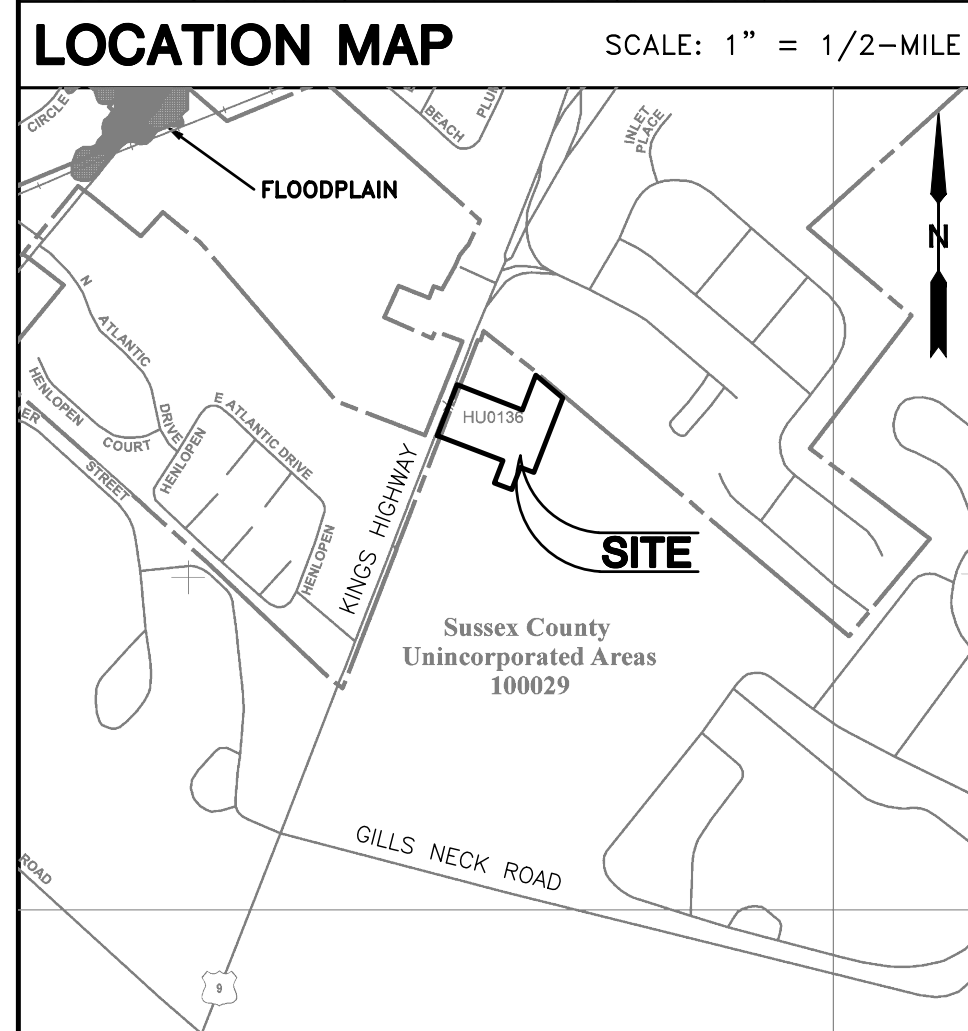 LOCATION MAP
SCALE: 1" = 1/2-MILE
CIRCLE
BEACH
INLET
PLACE
FLOODPLAIN
N
N
ATLANTIC
DRIVE
HENLOPEN
COURT
E ATLANTIC DRIVE
HENLOPEN
HENLOPEN
ER
STREET
HU0136
KINGS HIGHWAY
SITE
Sussex County
Unincorporated Areas
100029
GILLS NECK ROAD
ROAD
9